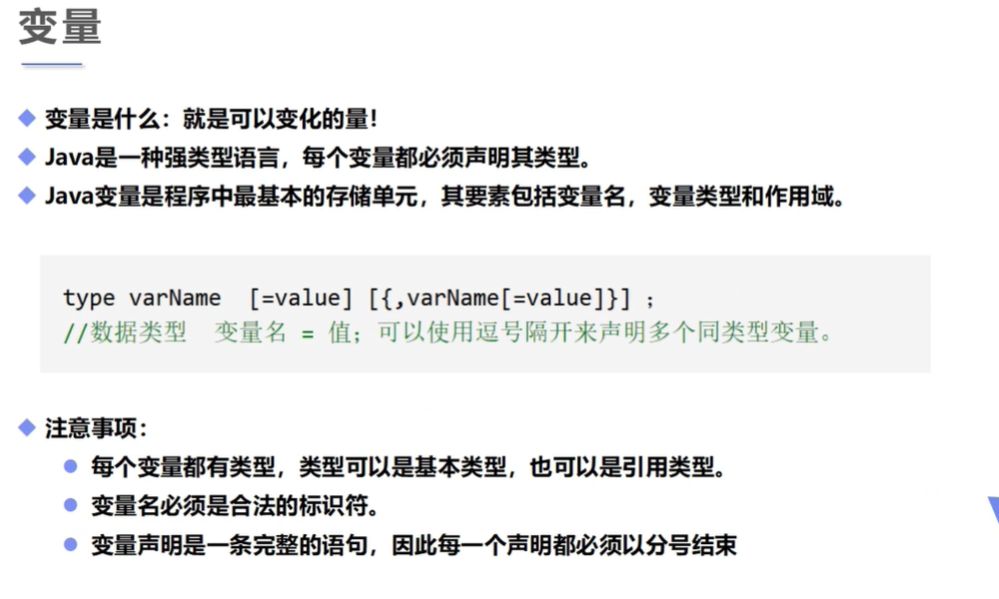 变量
变量是什么：就是可以变化的量！
Java是一种强类型语言，每个变量都必须声明其类型。
Java变量是程序中最基本的存储单元，其要素包括变量名，变量类型和作用域。
type varName  [=value] [{,varName[=value]}] ;
//数据类型  变量名 = 值；可以使用逗号隔开来声明多个同类型变量。
注意事项：
每个变量都有类型，类型可以是基本类型，也可以是引用类型。
变量名必须是合法的标识符。
变量声明是一条完整的语句，因此每一个声明都必须以分号结束